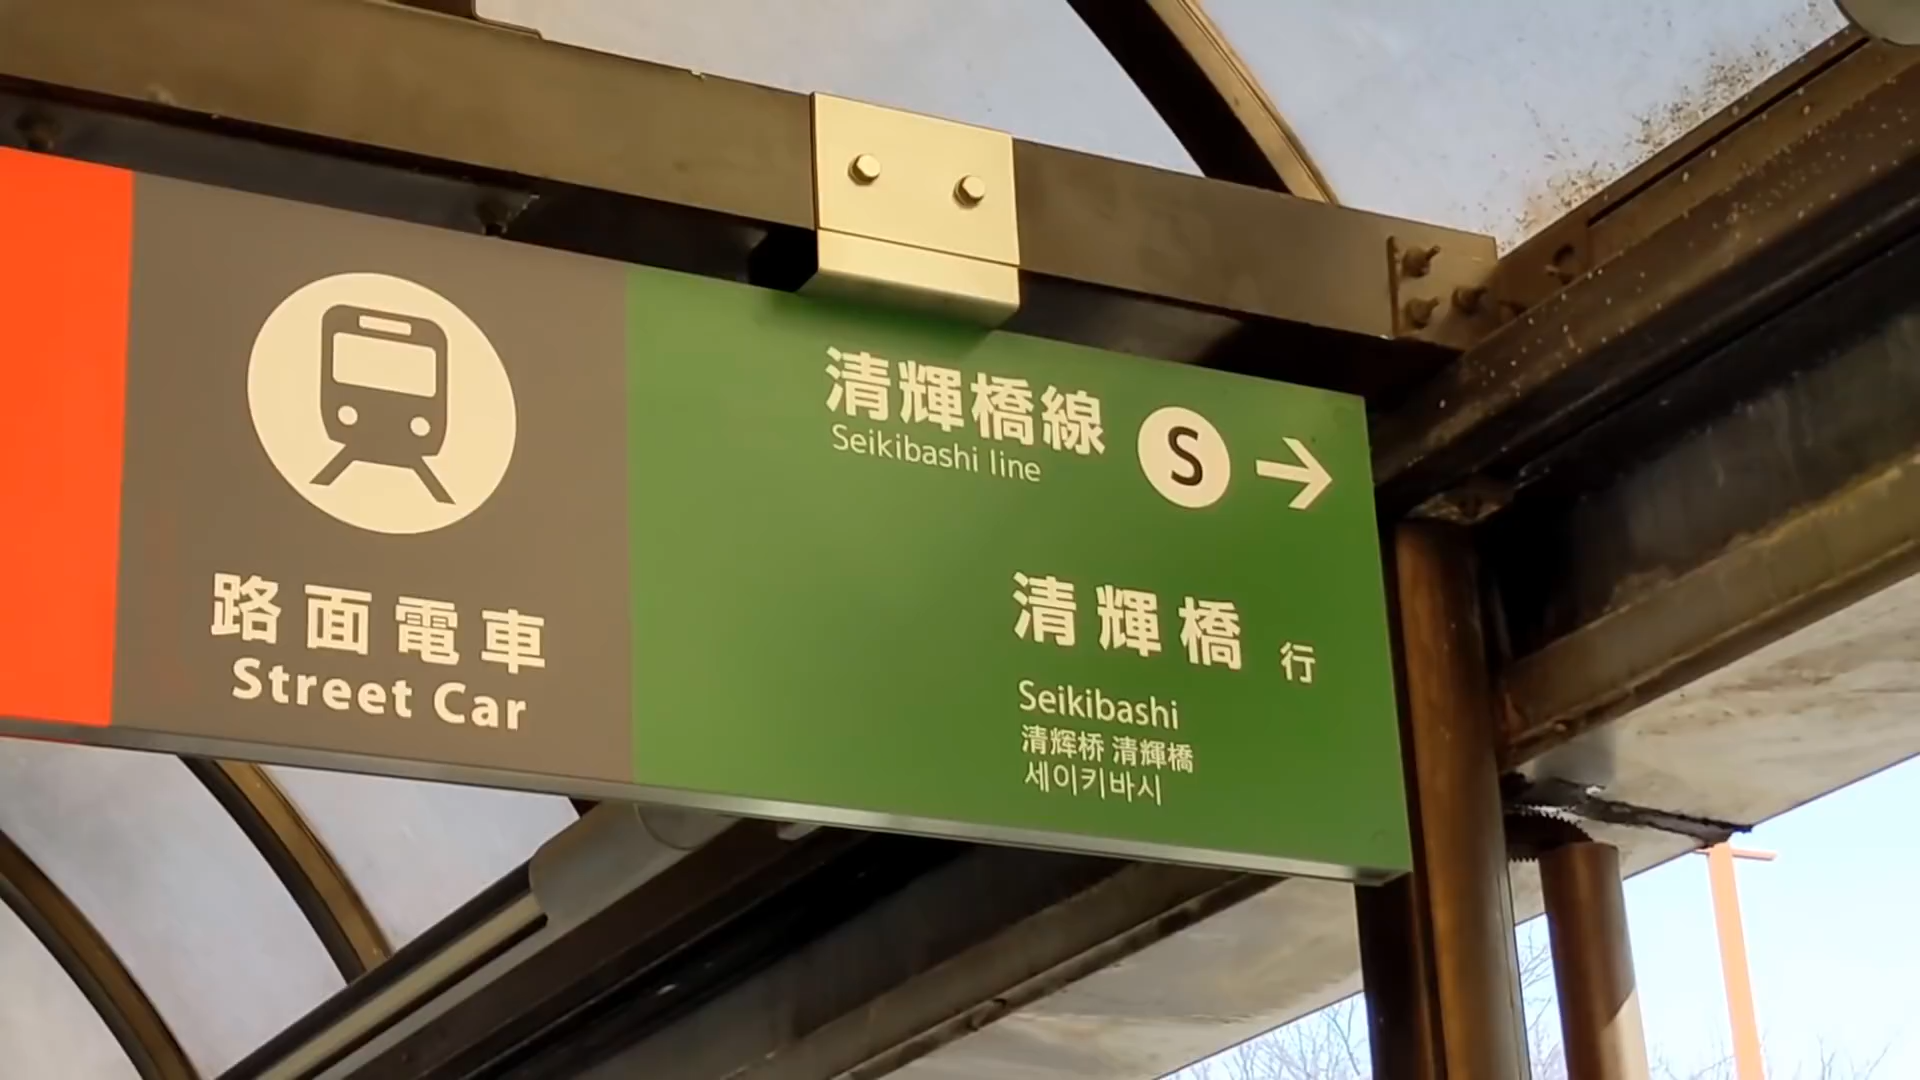 路面電車
Street Car
清輝橋線
Seikibashi line
S
清輝橋 行
Seikibashi
清辉桥 清輝橋
세이키바시